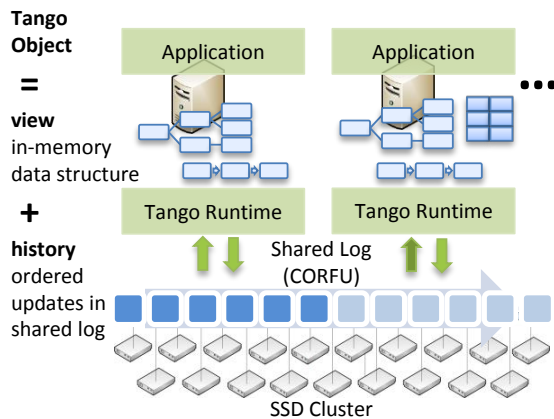 Tango
Object
=
view
in-memory
data structure
+
history
ordered
updates in
shared log
Application
Application
...
Tango Runtime
Tango Runtime
Shared Log
(CORFU)
SSD Cluster